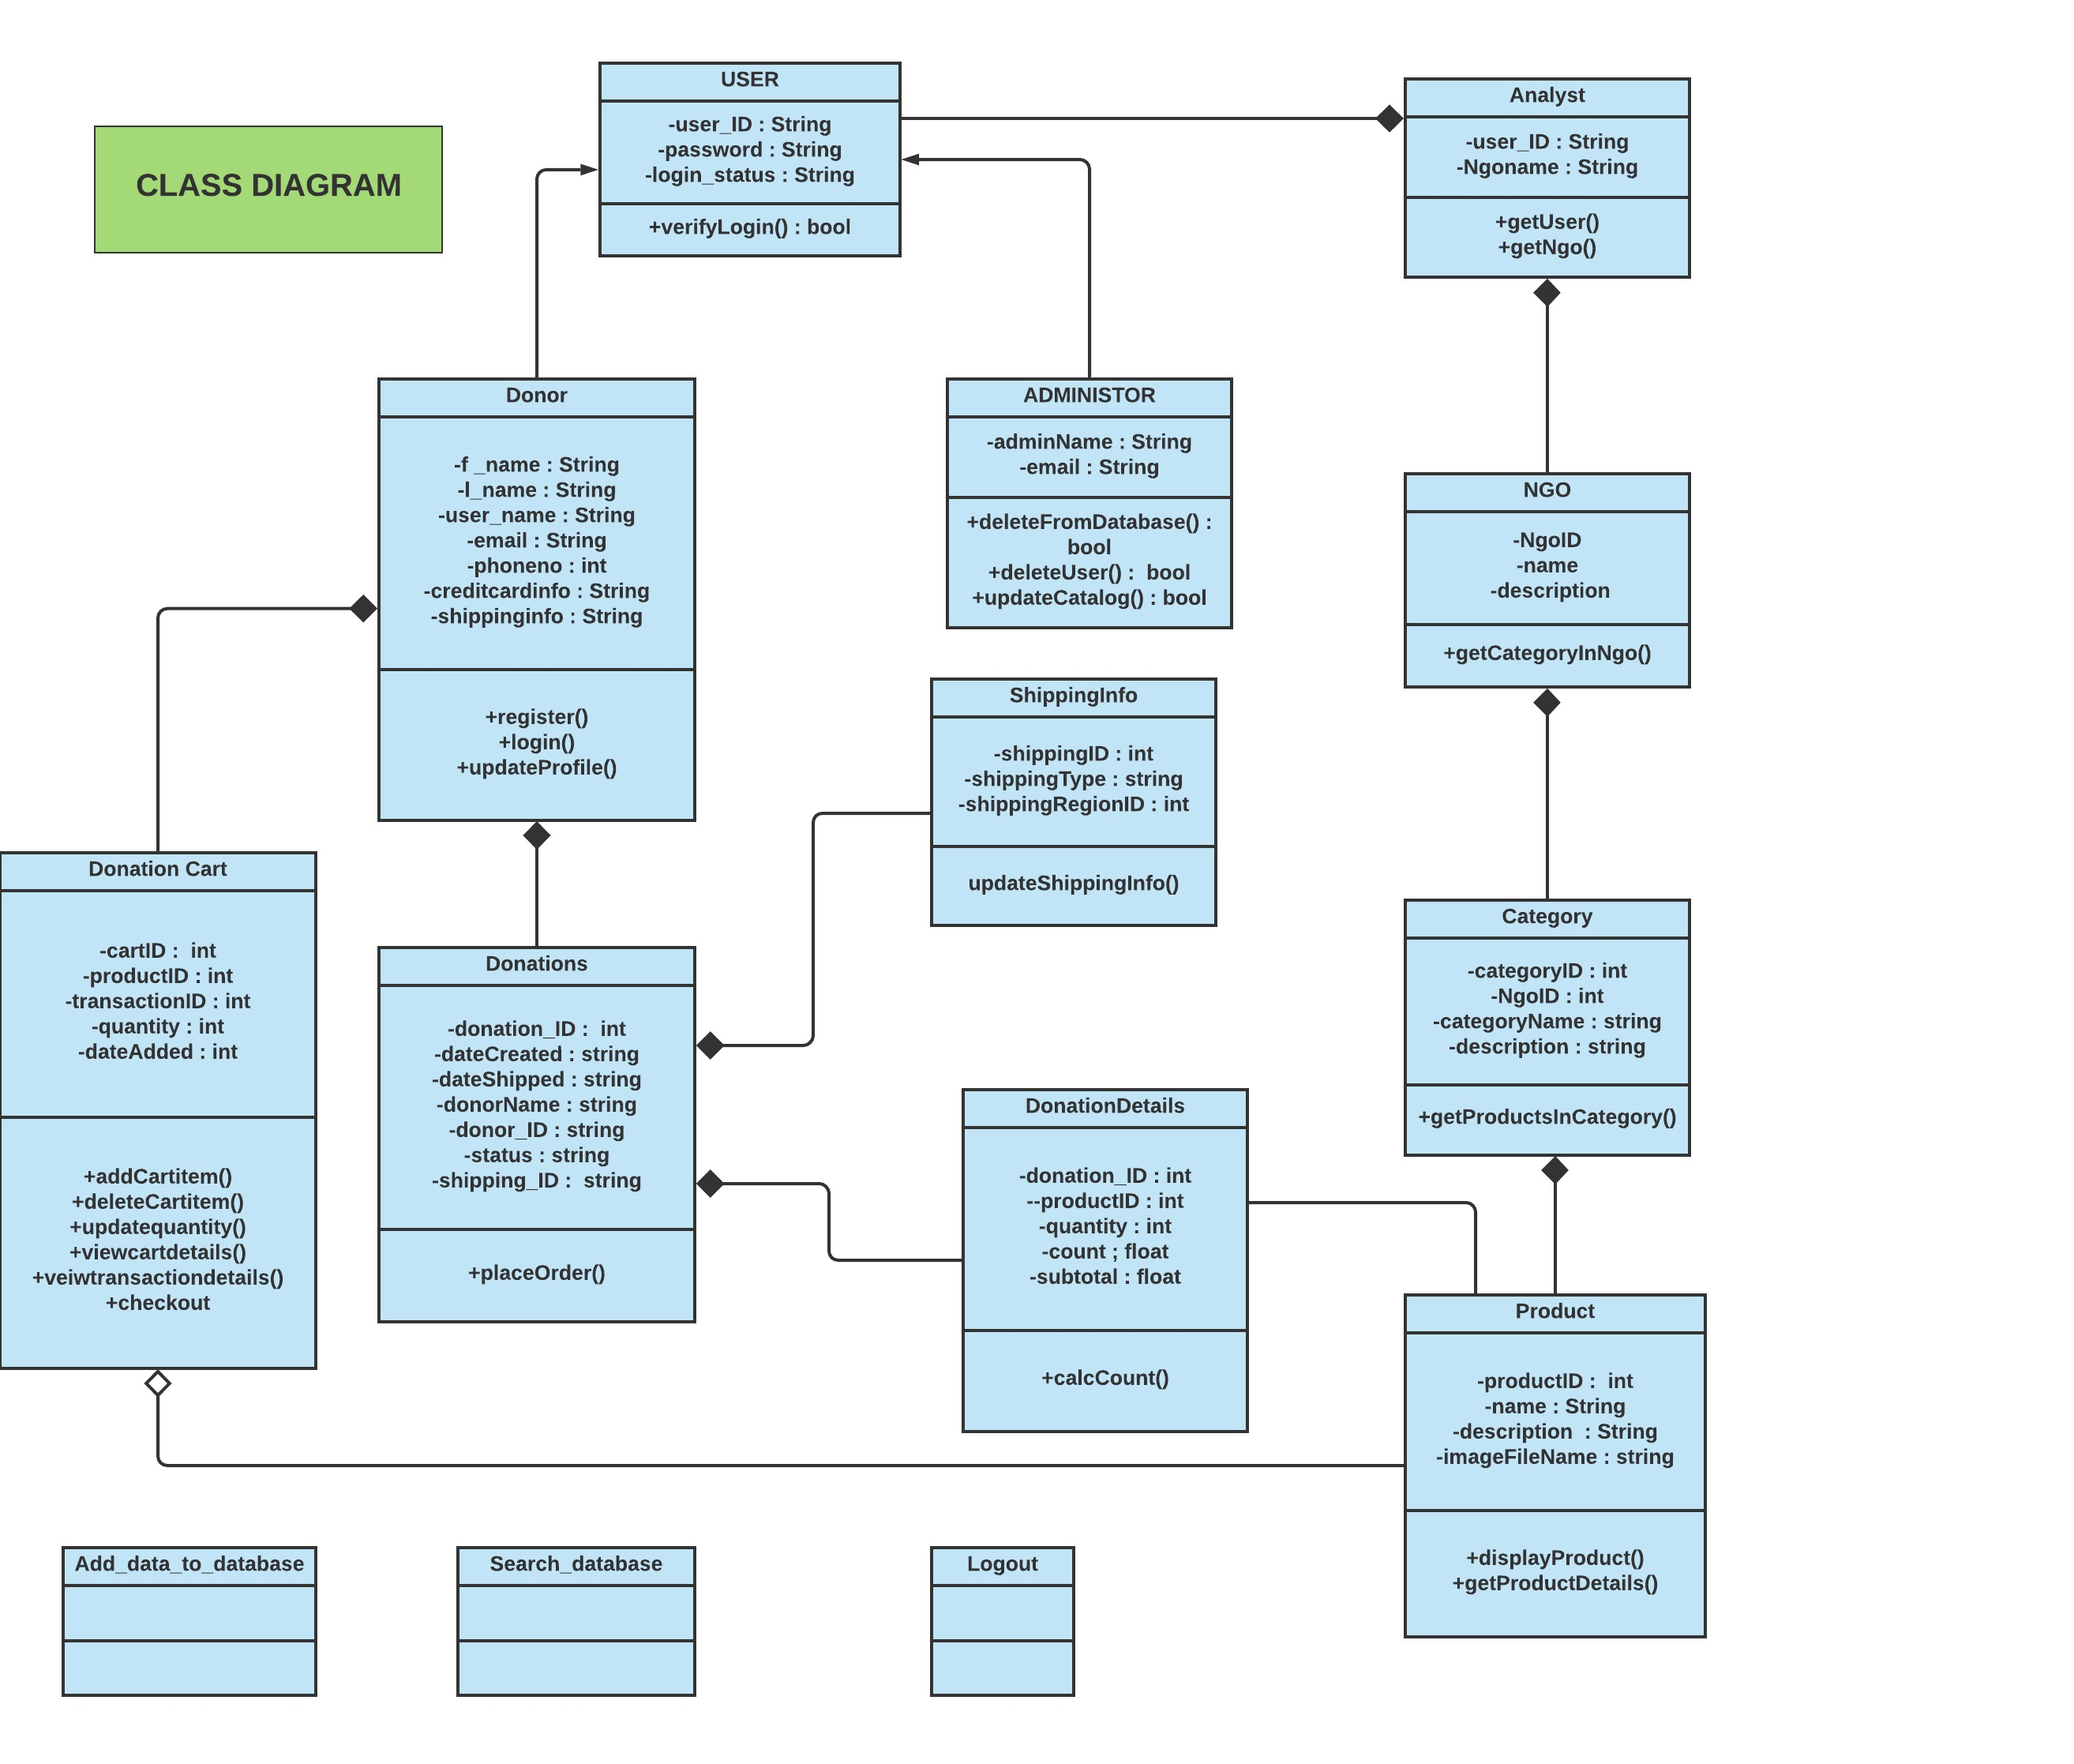 CLASS DIAGRAM
USER
-user_ID : String
-password : String
-login_status : String
+verifyLogin() : bool
Analyst
-user_ID : String
-Ngoname : String
+getUser()
+getNgo()
Donor
-f _name : String
-l_name : String
-user_name : String
-email : String
-phoneno : int
-creditcardinfo : String
-shippinginfo : String
+register()
+login()
+updateProfile()
ADMINISTOR
-adminName : String
-email : String
+deleteFromDatabase() :
bool
+deleteUser() :  bool
+updateCatalog() : bool
NGO
-NgoID
-name
-description
+getCategoryInNgo()
ShippingInfo
-shippingID : int
-shippingType : string
-shippingRegionID : int
updateShippingInfo()
Donation Cart
-cartID :  int
-productID : int
-transactionID : int
-quantity : int
-dateAdded : int
+addCartitem()
+deleteCartitem()
+updatequantity()
+viewcartdetails()
+veiwtransactiondetails()
+checkout
Donations
-donation_ID :  int
-dateCreated : string
-dateShipped : string
-donorName : string
-donor_ID : string
-status : string
-shipping_ID :  string
+placeOrder()
Category
-categoryID : int
-NgoID : int
-categoryName : string
-description : string
+getProductsInCategory()
DonationDetails
-donation_ID : int
--productID : int
-quantity : int
-count ; float
-subtotal : float
+calcCount()
Product
-productID :  int
-name : String
-description  : String
-imageFileName : string
+displayProduct()
+getProductDetails()
Add_data_to_database
Search_database
Logout